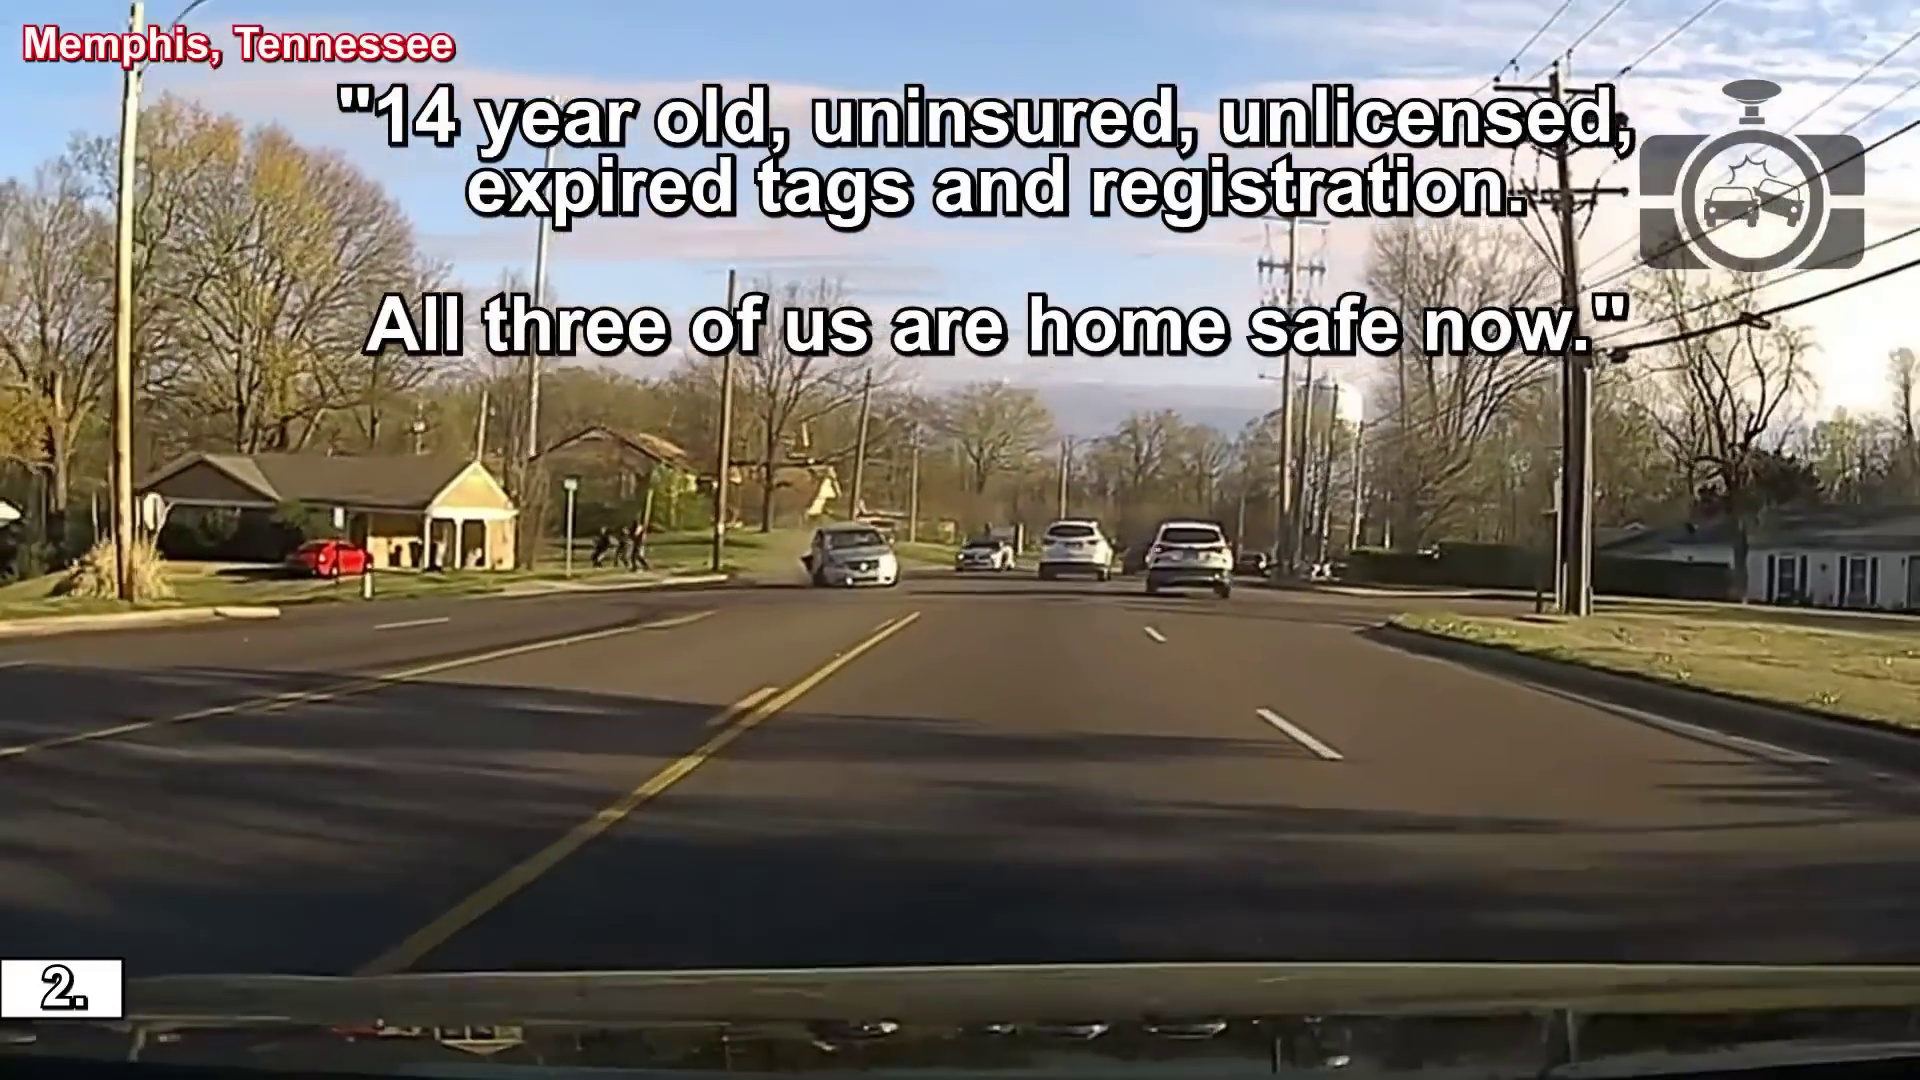 Memphis, Tennessee
"14 year old, uninsured, unlicensed,
expired tags and registration.
All three of us are home safe now."
2.